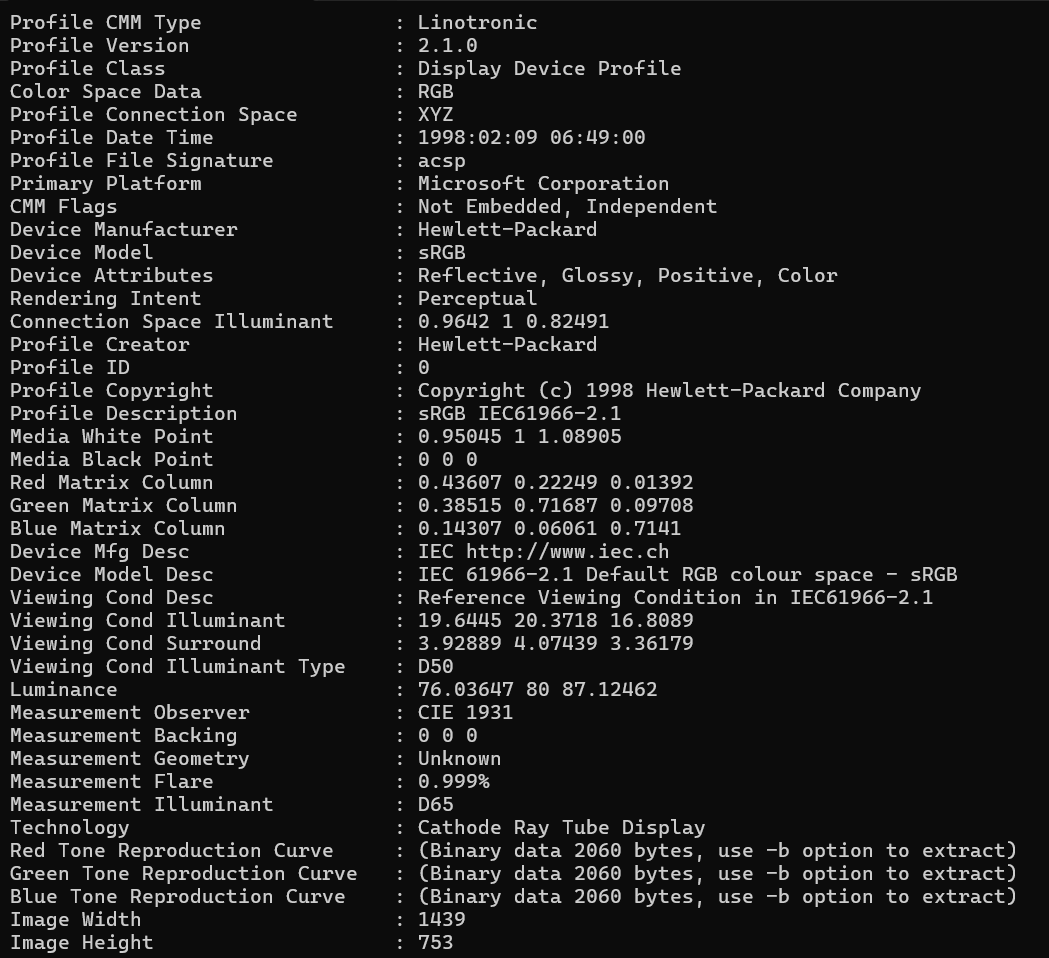 Profile CMM Type : Linotronic
Profile Version : 2.1.0
Profile Class : Display Device Profile
Color Space Data : RGB
Profile Connection Space : XYZ
Profile Date Time : 1998:02:09 06:49:00
Profile File Signature : acsp
Primary Platform : Microsoft Corporation
CMM Flags : Not Embedded, Independent
Device Manufacturer : Hewlett-Packard
Device Model : sRGB
Device Attributes : Reflective, Glossy, Positive, Color
Rendering Intent : Perceptual
Connection Space Illuminant : 0.9642 1 0.82491
Profile Creator : Hewlett-Packard
Profile ID : 0
Profile Copyright : Copyright (c) 1998 Hewlett-Packard Company
Profile Description : sRGB IEC61966-2.1
Media White Point : 0.95045 1 1.08905
Media Black Point : 0 0 0
Red Matrix Column : 0.43607 0.22249 0.01392
Green Matrix Column : 0.38515 0.71687 0.09708
Blue Matrix Column : 0.14307 0.06061 0.7141
Device Mfg Desc : IEC http://www.iec.ch
Device Model Desc : IEC 61966-2.1 Default RGB colour space - sRGB
Viewing Cond Desc : Reference Viewing Condition in IEC61966-2.1
Viewing Cond Illuminant : 19.6445 20.3718 16.8089
Viewing Cond Surround : 3.92889 4.07439 3.36179
Viewing Cond Illuminant Type : D50
Luminance : 76.03647 80 87.12462
Measurement Observer : CIE 1931
Measurement Backing : 0 0 0
Measurement Geometry : Unknown
Measurement Flare : 0.999%
Measurement Illuminant : D65
Technology : Cathode Ray Tube Display
Red Tone Reproduction Curve : (Binary data 2060 bytes, use -b option to extract)
Green Tone Reproduction Curve : (Binary data 2060 bytes, use -b option to extract)
Blue Tone Reproduction Curve : (Binary data 2060 bytes, use -b option to extract)
Image Width : 1439
Image Height : 753